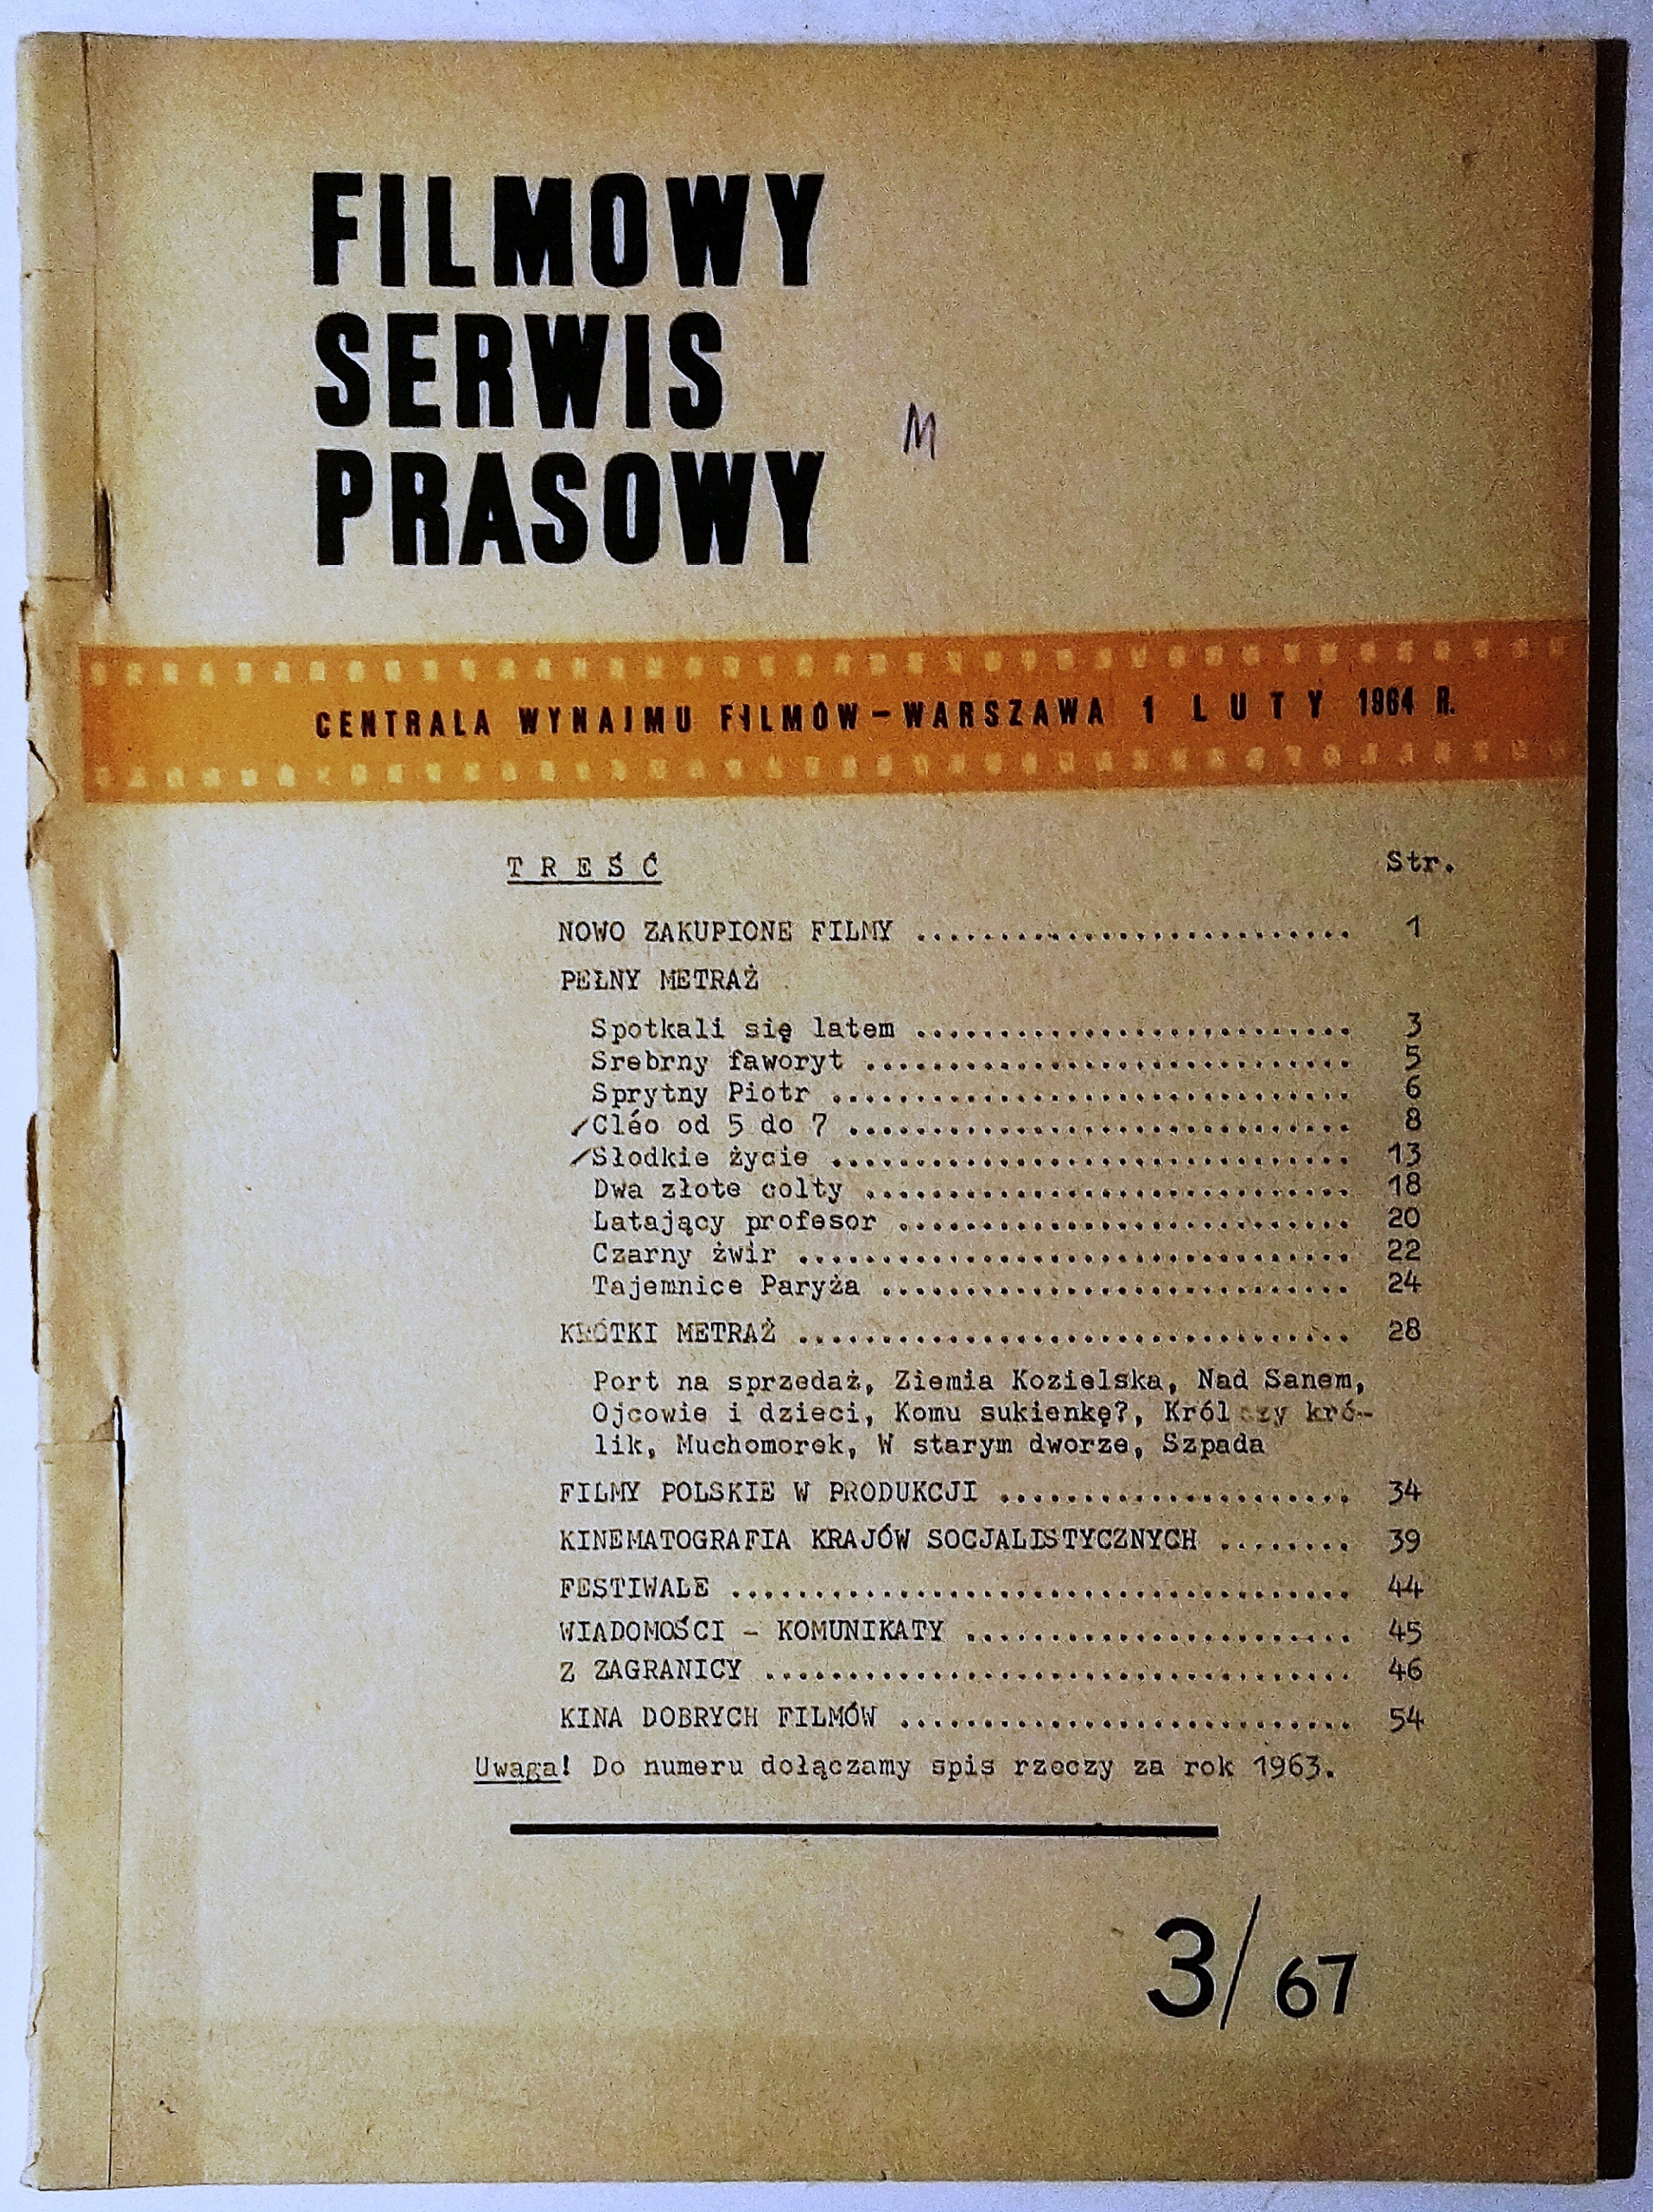 FILMOWY
SERWIS
PRASOWY
M
CENTRALA WYNAJMU FILMÓW-WARSZAWA 1 LUTY 1964 R.
TREŚĆ Str.
NOWO ZAKUPIONE FILMY .......................... 1
PEŁNY METRAŻ
Spotkali się latem .......................... 3
Srebrny faworyt ............................. 5
Sprytny Piotr ............................... 6
/Cléo od 5 do 7 .............................. 8
/Słodkie życie ............................... 13
Dwa złote colty ............................. 18
Latający profesor ........................... 20
Czarny żwir ................................. 22
Tajemnice Paryża ............................ 24
KRÓTKI METRAŻ ................................. 28
Port na sprzedaż, Ziemia Kozielska, Nad Sanem,
Ojcowie i dzieci, Komu sukienkę?, kró-
lik, Muchomorek, W starym dworze, Szpada
FILMY POLSKIE W PRODUKCJI ..................... 34
KINEMATOGRAFIA KRAJÓW SOCJALISTYCZNYCH ........ 39
FESTIWALE ..................................... 44
WIADOMOŚCI - KOMUNIKATY ....................... 45
Z ZAGRANICY ................................... 46
KINA DOBRYCH FILMÓW ........................... 54
Uwaga! Do numeru dołączamy spis rzeczy za rok 1963.
3/67